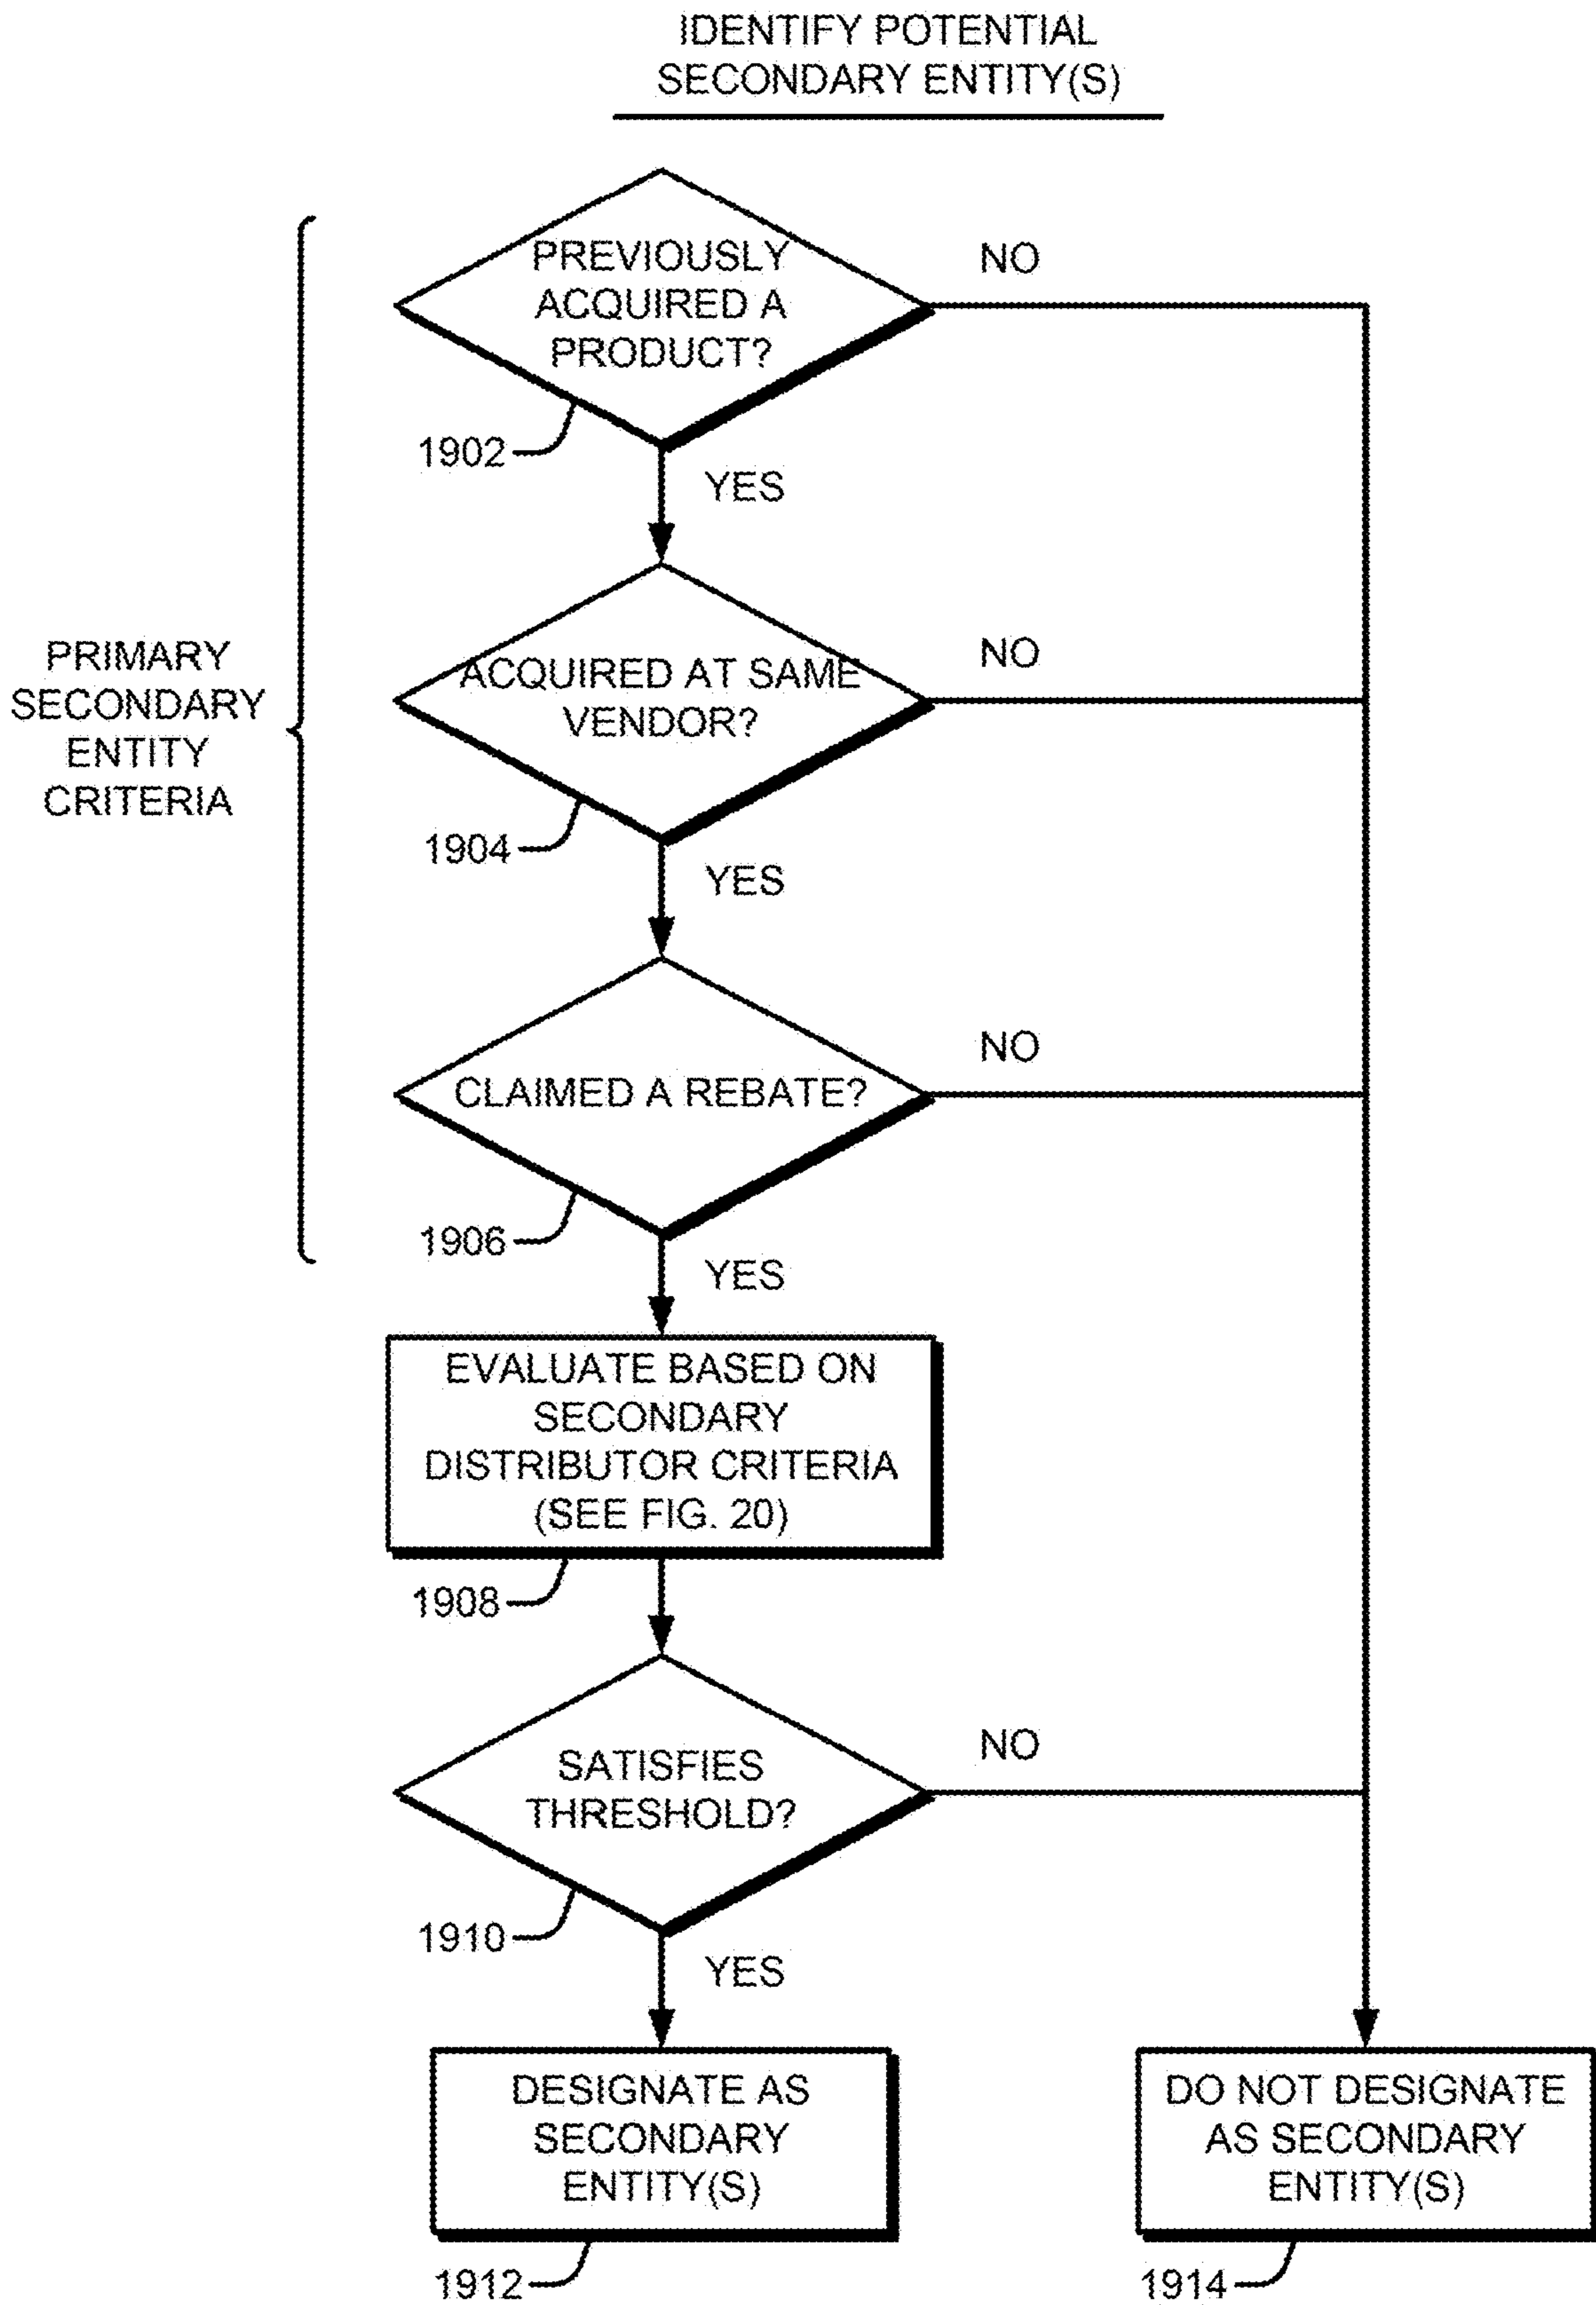 IDENTIFY POTENTIAL
SECONDARY ENTITY(S)
PREVIOUSLY
ACQUIRED A
PRODUCT?
NO
1902
YES
PRIMARY
SECONDARY
ENTITY
CRITERIA
ACQUIRED AT SAME
VENDOR?
NO
1904
YES
CLAIMED A REBATE?
NO
1906
YES
EVALUATE BASED ON
SECONDARY
DISTRIBUTOR CRITERIA
(SEE FIG. 20)
1908
SATISFIES
THRESHOLD?
NO
1910
YES
DESIGNATE AS
SECONDARY
ENTITY(S)
1912
DO NOT DESIGNATE
AS SECONDARY
ENTITY(S)
1914